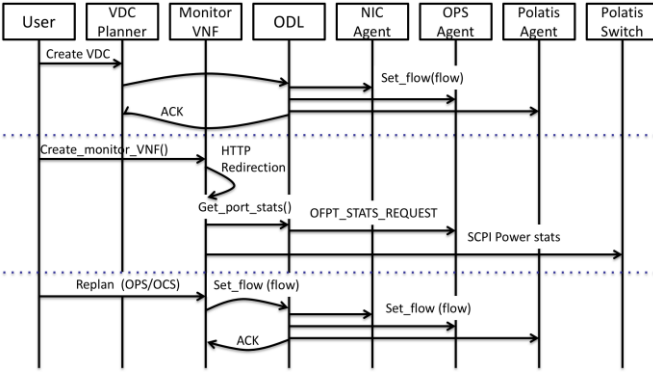 User
VDC
Planner
Monitor
VNF
ODL
NIC
Agent
OPS
Agent
Polatis
Agent
Polatis
Switch
Create VDC
Set_flow(flow)
ACK
Create_monitor_VNF()
HTTP
Redirection
Get_port_stats()
OFPT_STATS_REQUEST
SCPI Power stats
Replan (OPS/OCS)
Set_flow (flow)
Set_flow (flow)
ACK